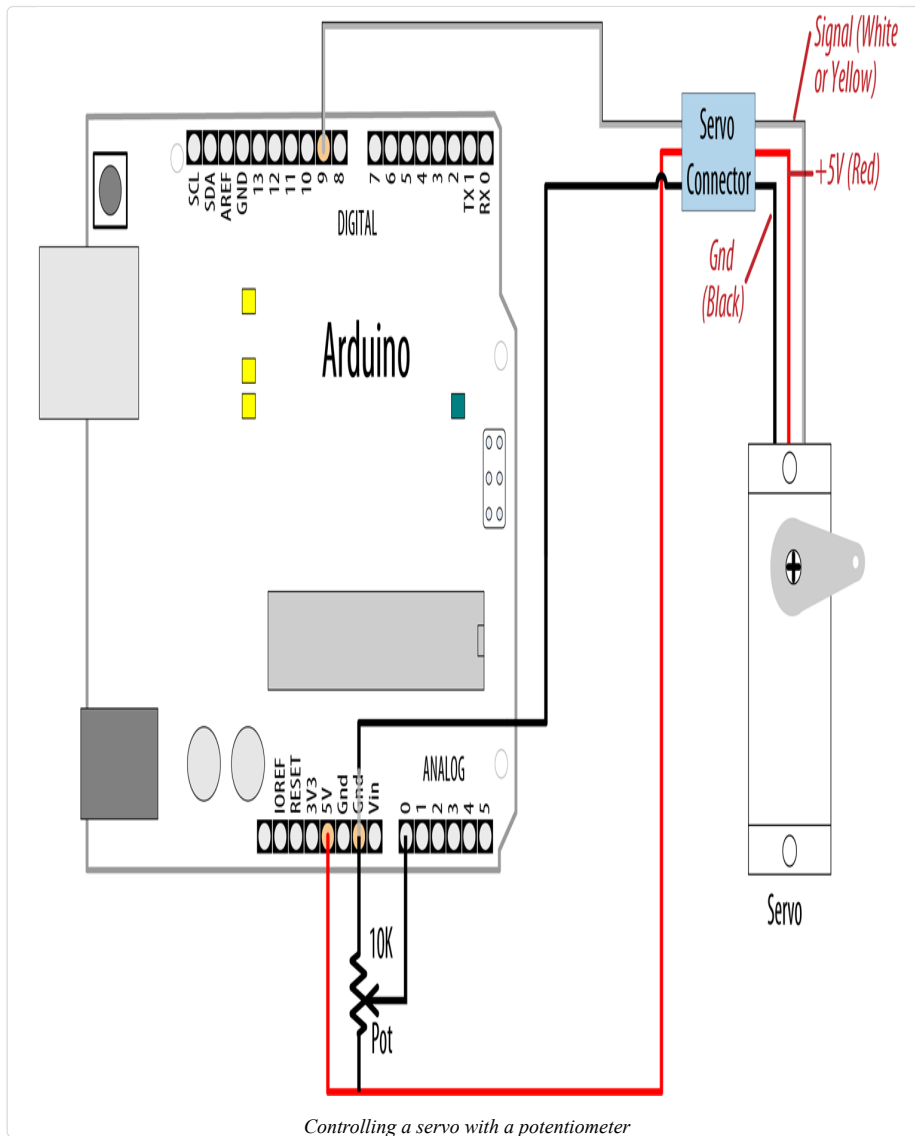 Signal (White
or Yellow)
Servo
Connector
+5V (Red)
Gnd
(Black)
SCL
SDA
AREF
GND
13
12
11
10
9
8
7
6
5
4
3
2
TX 1
RX 0
DIGITAL
Arduino
IOREF
RESET
3V3
5V
Gnd
Gnd
Vin
ANALOG
0
1
2
3
4
5
Servo
10K
Pot
Controlling a servo with a potentiometer